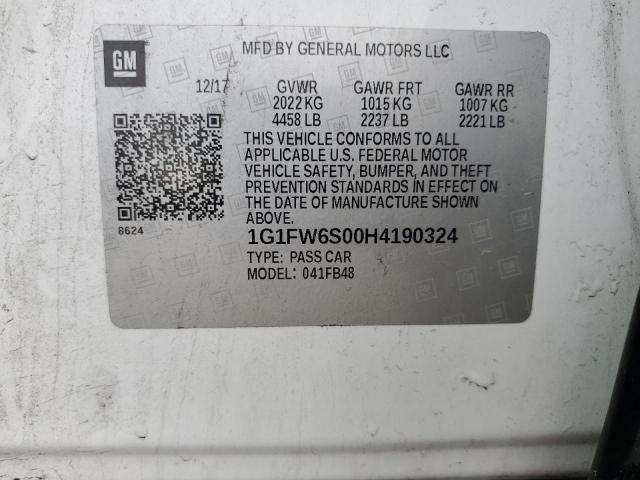 GM
MFD BY GENERAL MOTORS LLC
12/17 GVWR GAWR FRT GAWR RR
2022 KG 1015 KG 1007 KG
4458 LB 2237 LB 2221 LB
THIS VEHICLE CONFORMS TO ALL
APPLICABLE U.S. FEDERAL MOTOR
VEHICLE SAFETY, BUMPER, AND THEFT
PREVENTION STANDARDS IN EFFECT ON
THE DATE OF MANUFACTURE SHOWN
ABOVE.
8624
1G1FW6S00H4190324
TYPE: PASS CAR
MODEL: 041FB48